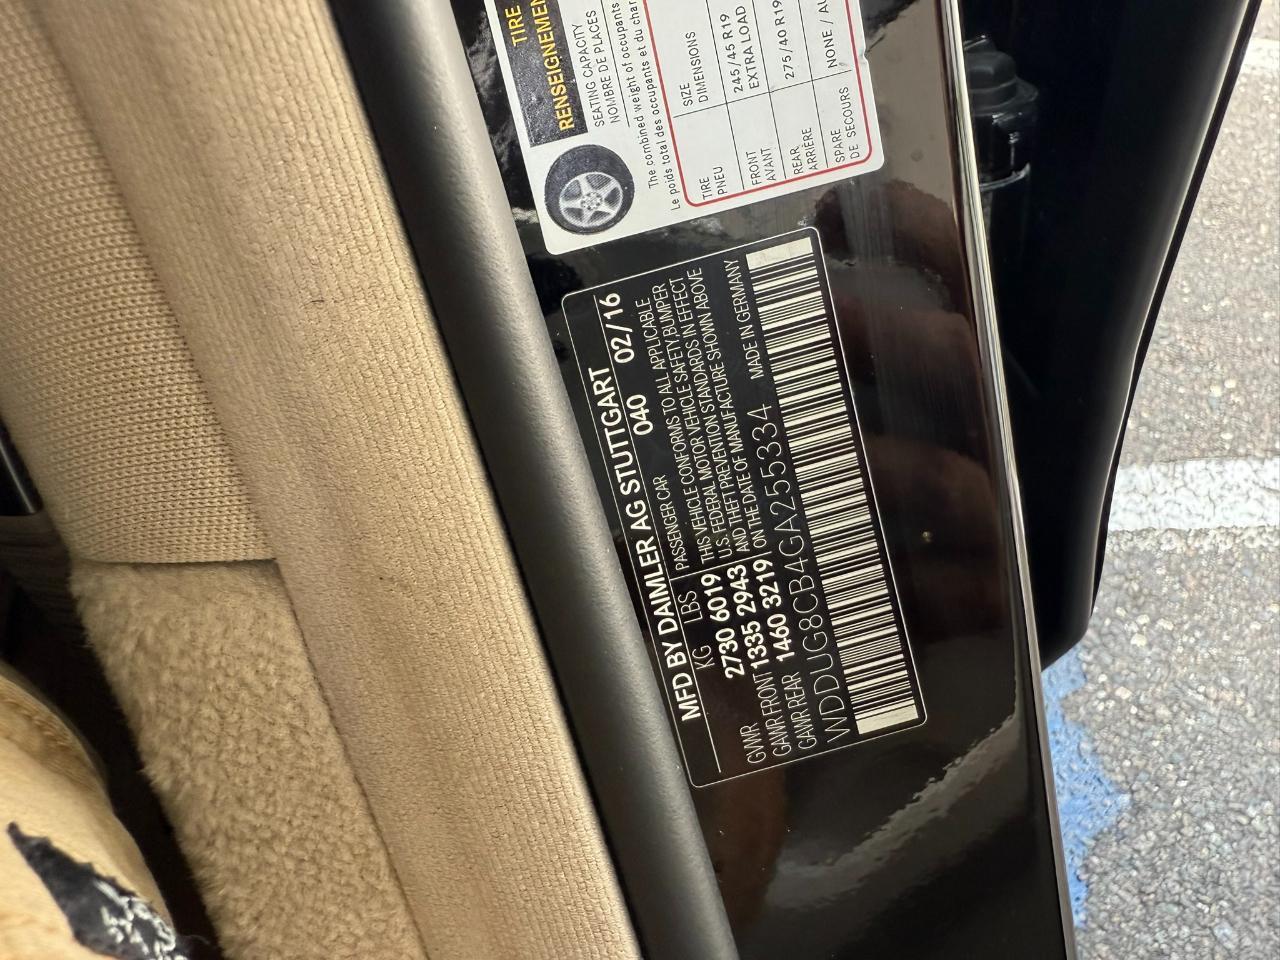 TIRE
RENSEIGNEMEN
SEATING CAPACITY
NOMBRE DE PLACES
The combined weight of occupants
Le poids total des occupants et du char
TIRE SIZE
PNEU DIMENSIONS
FRONT 245/45 R19
AVANT EXTRA LOAD
REAR 275/40 R19
ARRIÈRE
SPARE NONE / AU
DE SECOURS
MFD BY DAIMLER AG STUTTGART
040 02/16
KG LBS PASSENGER CAR
GVWR 2730 6019
GAWR FRONT 1335 2943
GAWR REAR 1460 3219
THIS VEHICLE CONFORMS TO ALL APPLICABLE
U.S. FEDERAL MOTOR VEHICLE SAFETY,BUMPER
AND THEFT PREVENTION STANDARDS IN EFFECT
ON THE DATE OF MANUFACTURE SHOWN ABOVE
WDDUG8CB4GA255334 MADE IN GERMANY